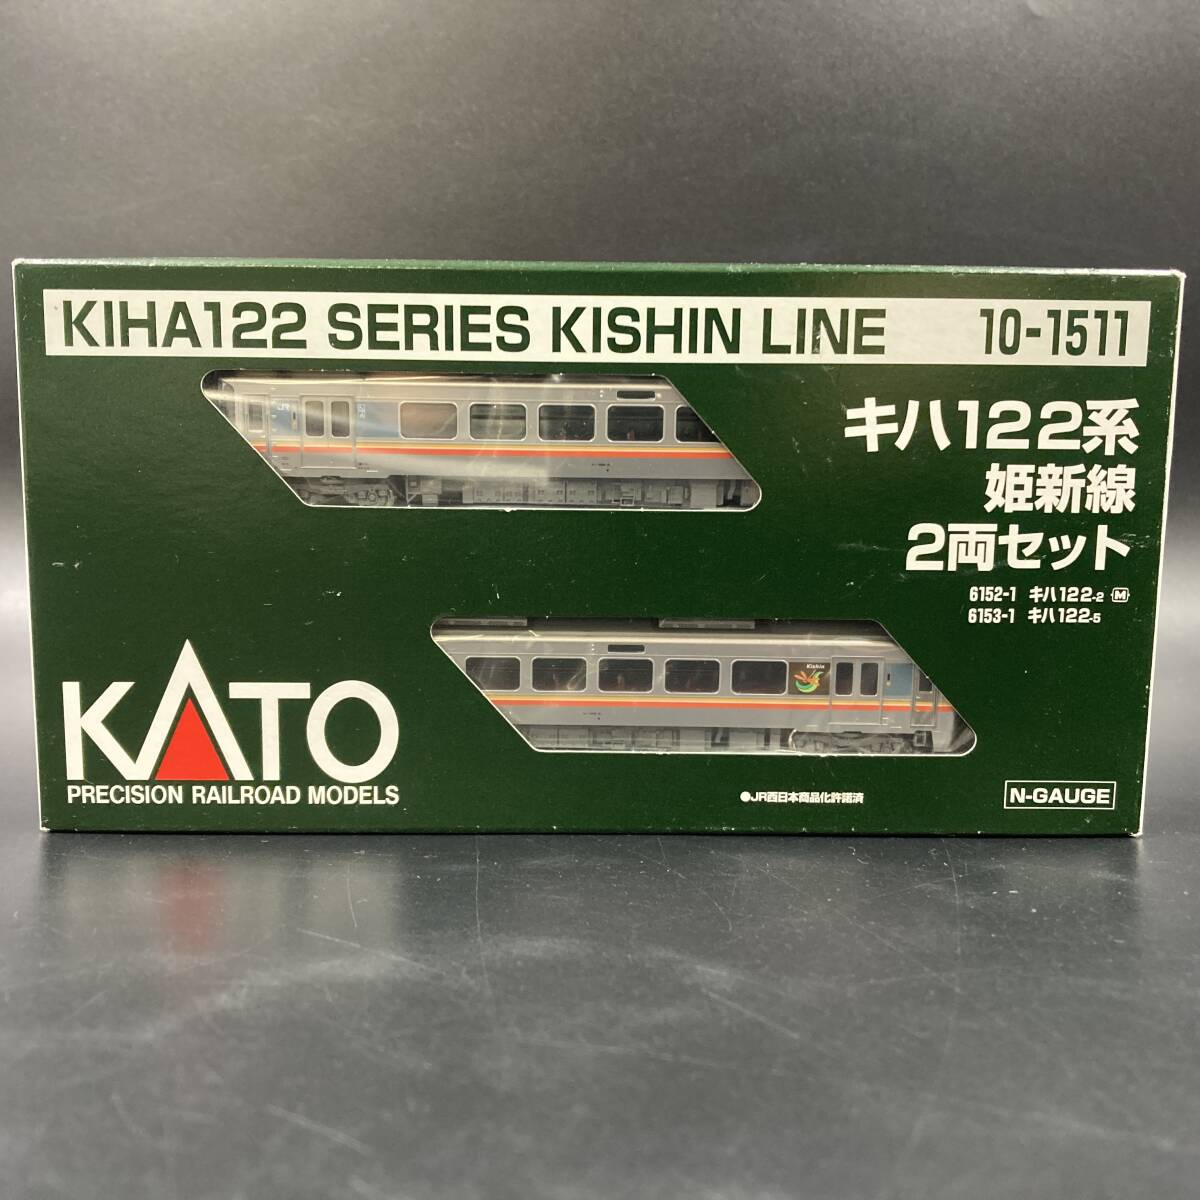 KIHA122 SERIES KISHIN LINE 10-1511
キハ122系
姫新線
2両セット
6152-1 キハ122-2 M
6153-1 キハ122-5
Kishin
KATO
PRECISION RAILROAD MODELS
●JR西日本商品化許諾済
N-GAUGE